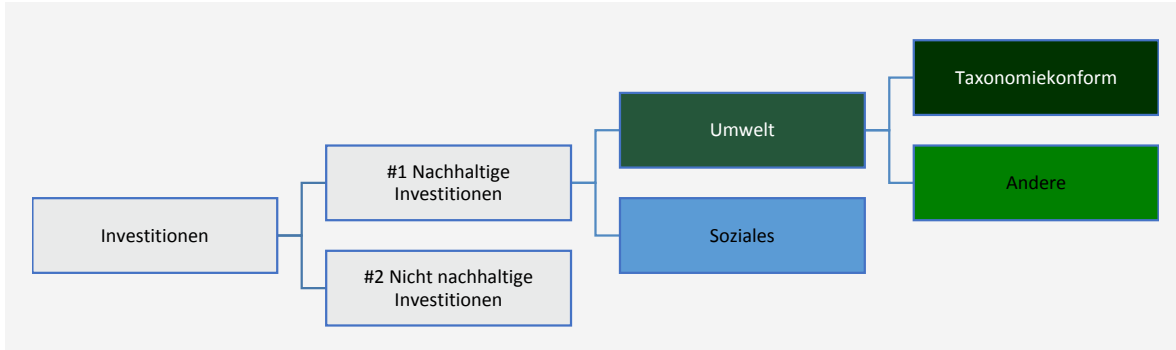 Investitionen
#1 Nachhaltige
Investitionen
#2 Nicht nachhaltige
Investitionen
Umwelt
Soziales
Taxonomiekonform
Andere